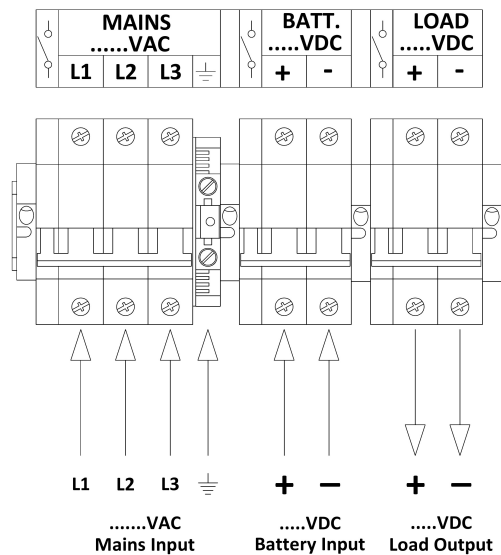 MAINS
......VAC
L1 L2 L3
BATT.
.....VDC
+ -
LOAD
.....VDC
+ -
L1 L2 L3
.......VAC
Mains Input
+ −
.....VDC
Battery Input
+ −
.....VDC
Load Output